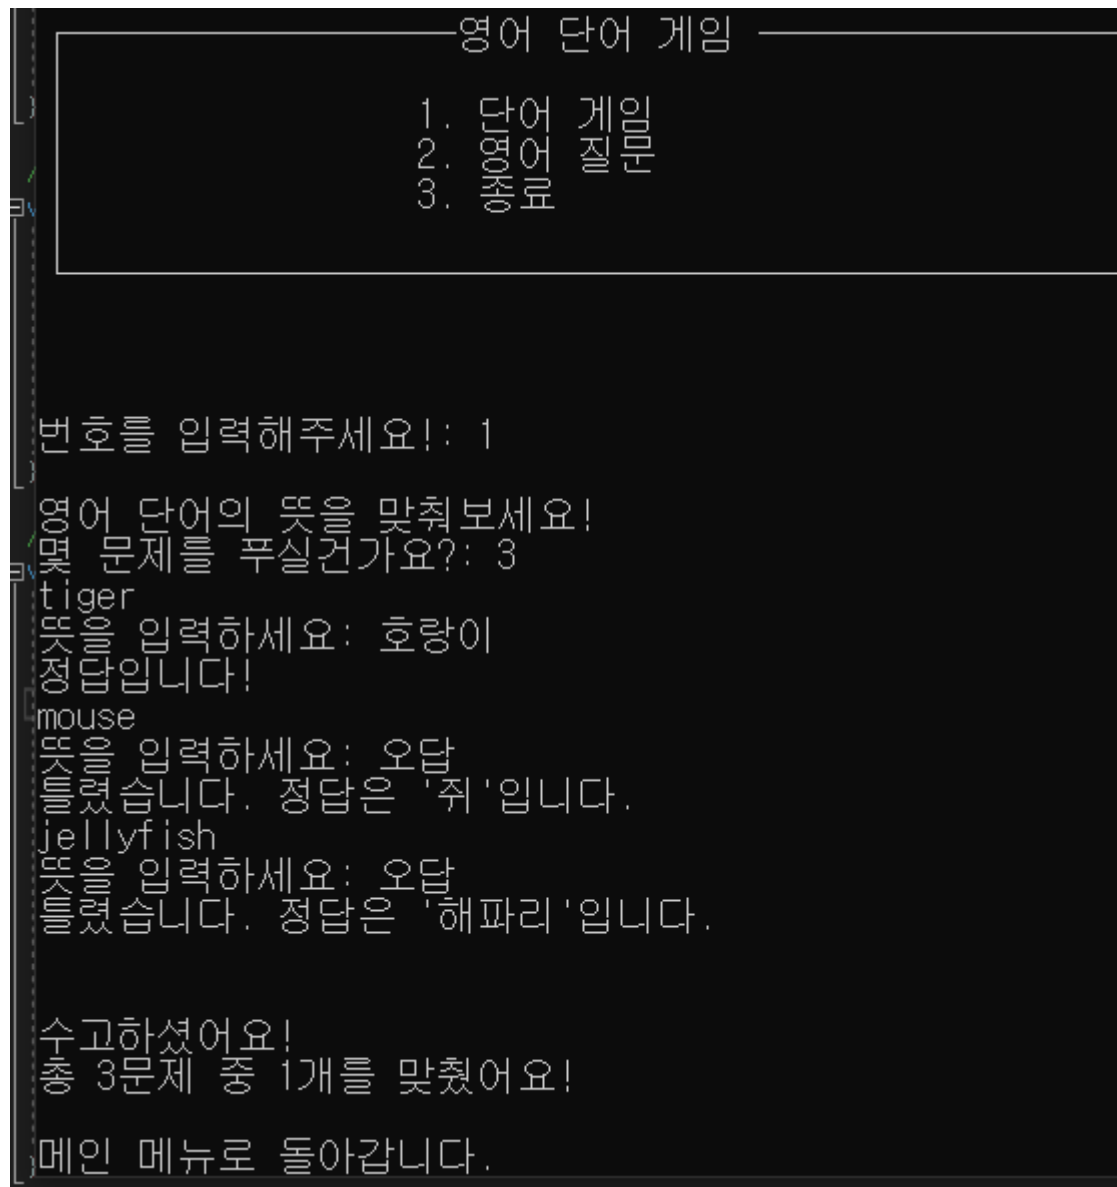 영어 단어 게임
1. 단어 게임
2. 영어 질문
3. 종료
번호를 입력해주세요!: 1
영어 단어의 뜻을 맞춰보세요!
몇 문제를 푸실건가요?: 3
tiger
뜻을 입력하세요: 호랑이
정답입니다!
mouse
뜻을 입력하세요: 오답
틀렸습니다. 정답은 '쥐'입니다.
jellyfish
뜻을 입력하세요: 오답
틀렸습니다. 정답은 '해파리'입니다.
수고하셨어요!
총 3문제 중 1개를 맞췄어요!
메인 메뉴로 돌아갑니다.